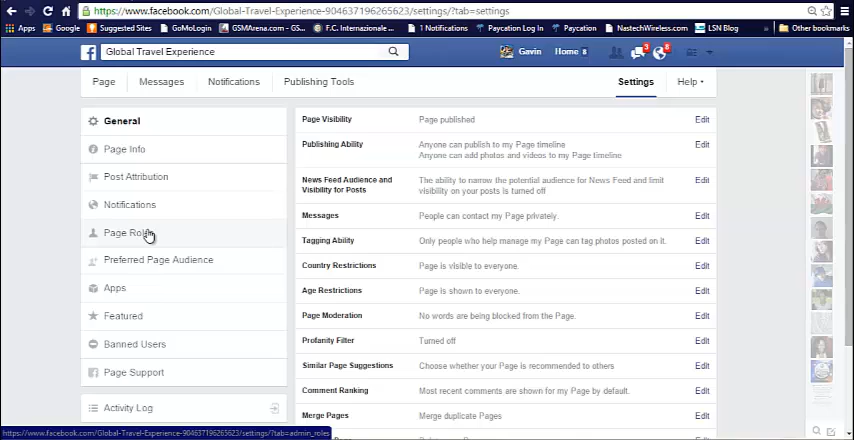 https://www.facebook.com/Global-Travel-Experience-904637196265623/settings/?tab=settings
Apps Google Suggested Sites GoMoLogin GSMArena.com - GS... F.C. Internazionale ... 1 Notifications Paycation Log In Paycation NastechWireless.com LSN Blog » Other bookmarks
Global Travel Experience Gavin Home 8 3 8
Page Messages Notifications Publishing Tools Settings Help
General
Page Info
Post Attribution
Notifications
Page Roles
Preferred Page Audience
Apps
Featured
Banned Users
Page Support
Activity Log
Page Visibility Page published Edit
Publishing Ability Anyone can publish to my Page timeline Edit
Anyone can add photos and videos to my Page timeline
News Feed Audience and The ability to narrow the potential audience for News Feed and limit Edit
Visibility for Posts visibility on your posts is turned off
Messages People can contact my Page privately. Edit
Tagging Ability Only people who help manage my Page can tag photos posted on it. Edit
Country Restrictions Page is visible to everyone. Edit
Age Restrictions Page is shown to everyone. Edit
Page Moderation No words are being blocked from the Page. Edit
Profanity Filter Turned off Edit
Similar Page Suggestions Choose whether your Page is recommended to others Edit
Comment Ranking Most recent comments are shown for my Page by default. Edit
Merge Pages Merge duplicate Pages Edit
https://www.facebook.com/Global-Travel-Experience-904637196265623/settings/?tab=admin_roles